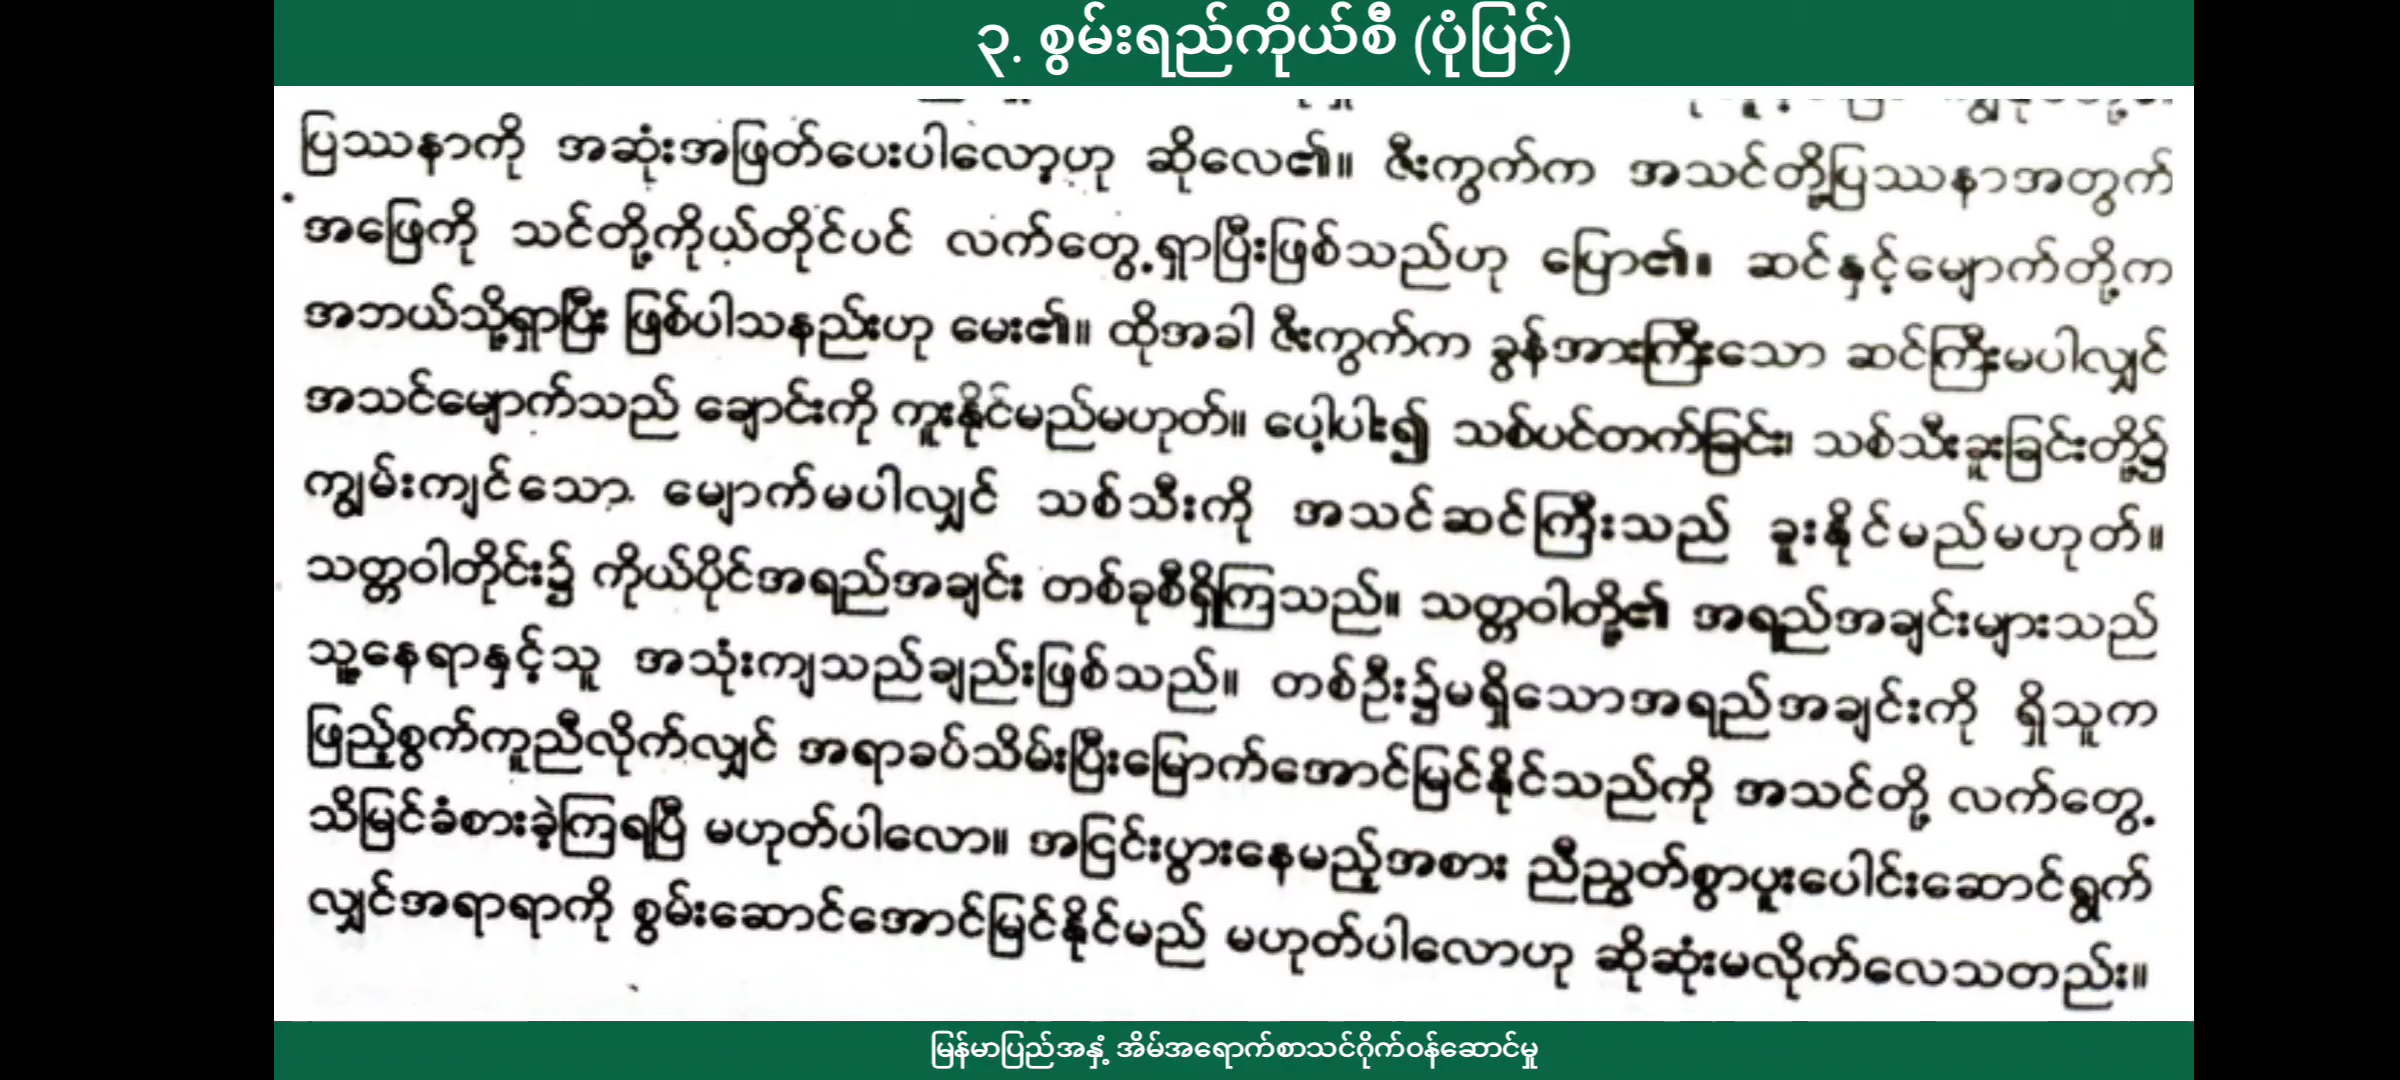 ၃. စွမ်းရည်ကိုယ်စီ (ပုံပြင်)
ပြဿနာကို အဆုံးအဖြတ်ပေးပါလော့ဟု ဆိုလေ၏။ ဇီးကွက်က အသင်တို့ပြဿနာအတွက်
အဖြေကို သင်တို့ကိုယ်တိုင်ပင် လက်တွေ့ရှာပြီးဖြစ်သည်ဟု ပြော၏။ ဆင်နှင့်မျောက်တို့က
အဘယ်သို့ရှာပြီး ဖြစ်ပါသနည်းဟု မေး၏။ ထိုအခါ ဇီးကွက်က ခွန်အားကြီးသော ဆင်ကြီးမပါလျှင်
အသင်မျောက်သည် ချောင်းကို ကူးနိုင်မည်မဟုတ်။ ပေါ့ပါး၍ သစ်ပင်တက်ခြင်း၊ သစ်သီးခူးခြင်းတို့၌
ကျွမ်းကျင်သော မျောက်မပါလျှင် သစ်သီးကို အသင်ဆင်ကြီးသည် ခူးနိုင်မည်မဟုတ်။
သတ္တဝါတိုင်း၌ ကိုယ်ပိုင်အရည်အချင်း တစ်ခုစီရှိကြသည်။ သတ္တဝါတို့၏ အရည်အချင်းများသည်
သူ့နေရာနှင့်သူ အသုံးကျသည်ချည်းဖြစ်သည်။ တစ်ဦး၌မရှိသောအရည်အချင်းကို ရှိသူက
ဖြည့်စွက်ကူညီလိုက်လျှင် အရာခပ်သိမ်းပြီးမြောက်အောင်မြင်နိုင်သည်ကို အသင်တို့ လက်တွေ့
သိမြင်ခံစားခဲ့ကြရပြီ မဟုတ်ပါလော။ အငြင်းပွားနေမည့်အစား ညီညွတ်စွာပူးပေါင်းဆောင်ရွက်
လျှင်အရာရာကို စွမ်းဆောင်အောင်မြင်နိုင်မည် မဟုတ်ပါလောဟု ဆိုဆုံးမလိုက်လေသတည်း။
မြန်မာပြည်အနှံ့ အိမ်အရောက်စာသင်ဂိုက်ဝန်ဆောင်မှု